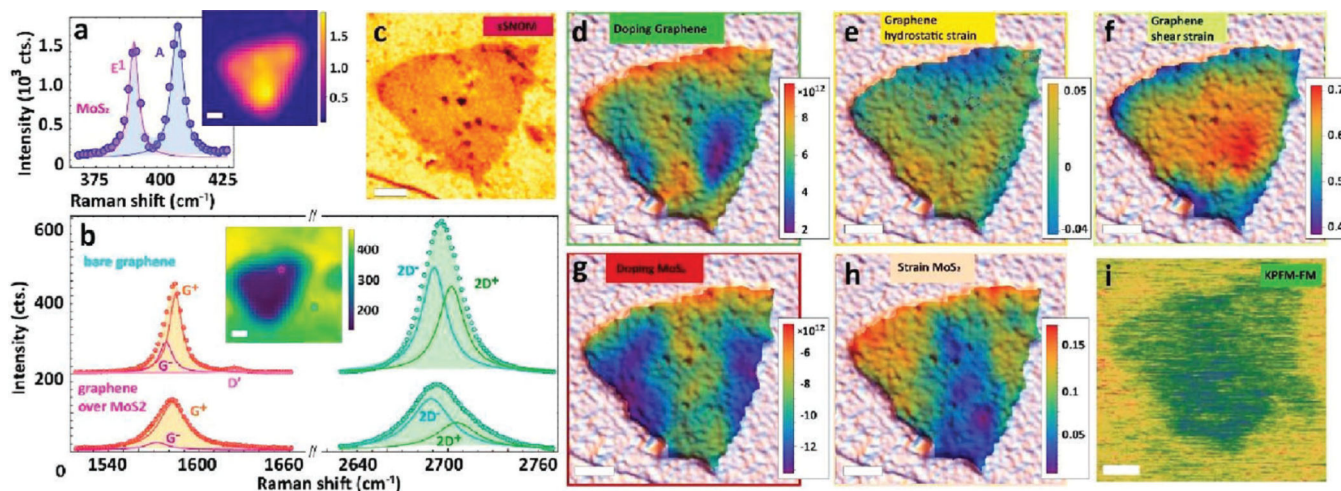 a
Intensity (10³ cts.)
1.5
1.0
0.5
0
E¹
A
MoS₂
375 400 425
Raman shift (cm⁻¹)
1.5
1.0
0.5
b
Intensity (cts.)
600
400
200
0
bare graphene
G⁺
G⁻
D'
2D⁻
2D⁺
400
300
200
graphene
over MoS2
G⁺
G⁻
2D⁻
2D⁺
//
//
1540 1600 1660 2640 2700 2760
Raman shift (cm⁻¹)
c
sSNOM
d
Doping Graphene
×10¹²
8
6
4
2
e
Graphene
hydrostatic strain
0.05
0
-0.04
f
Graphene
shear strain
0.7
0.6
0.5
0.4
g
Doping MoS₂
×10¹²
-6
-8
-10
-12
h
Strain MoS₂
0.15
0.10
0.05
i
KPFM-FM